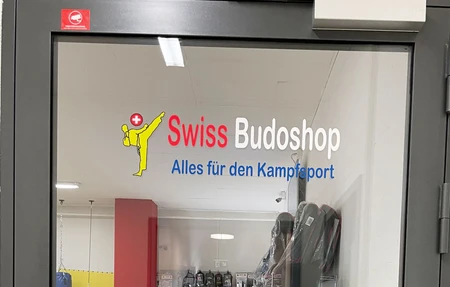 Swiss Budoshop
Alles für den Kampfsport